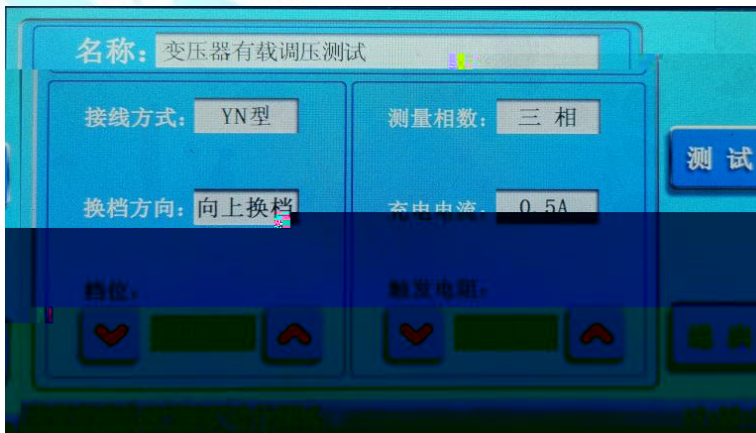 名称: 变压器有载调压测试
接线方式: YN型
测量相数: 三 相
测 试
换档方向: 向上换档
充电电流: 0.5A
档位:
触发电阻: